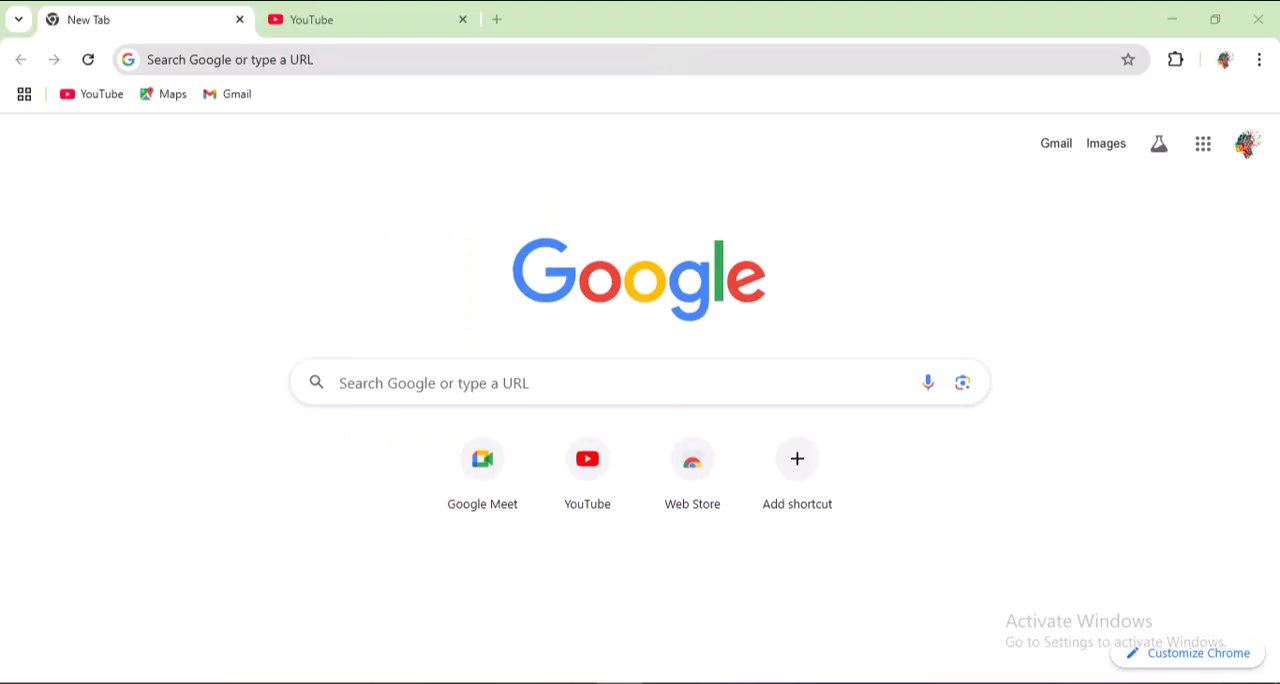 New Tab
YouTube
Search Google or type a URL
YouTube Maps Gmail
Gmail Images
Google
Search Google or type a URL
Google Meet YouTube Web Store Add shortcut
Activate Windows
Go to Settings to activate Windows.
Customize Chrome